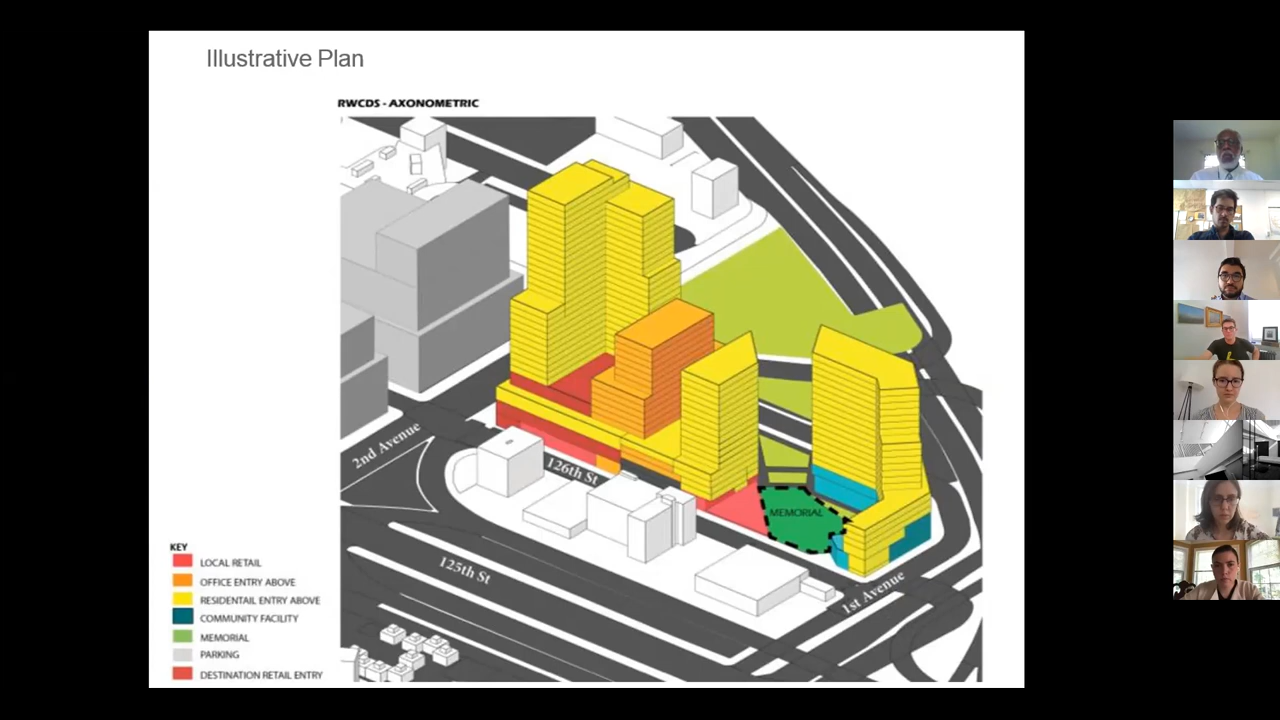 Illustrative Plan
RWCDS - AXONOMETRIC
2nd Avenue
126th St
MEMORIAL
125th St
1st Avenue
KEY
LOCAL RETAIL
OFFICE ENTRY ABOVE
RESIDENTAIL ENTRY ABOVE
COMMUNITY FACILITY
MEMORIAL
PARKING
DESTINATION RETAIL ENTRY